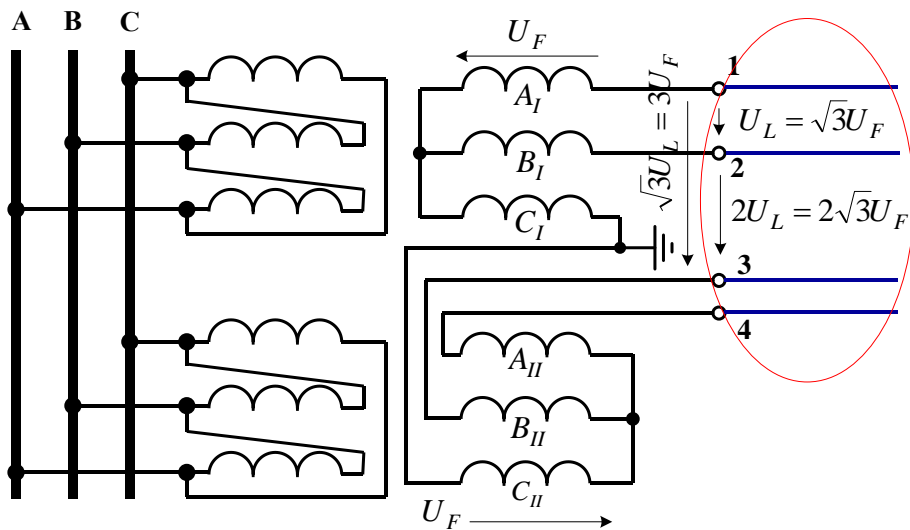 A B C
U_F
1
A_I
√3U_L = 3U_F
U_L = √3U_F
B_I
2
C_I
2U_L = 2√3U_F
3
4
A_II
B_II
C_II
U_F